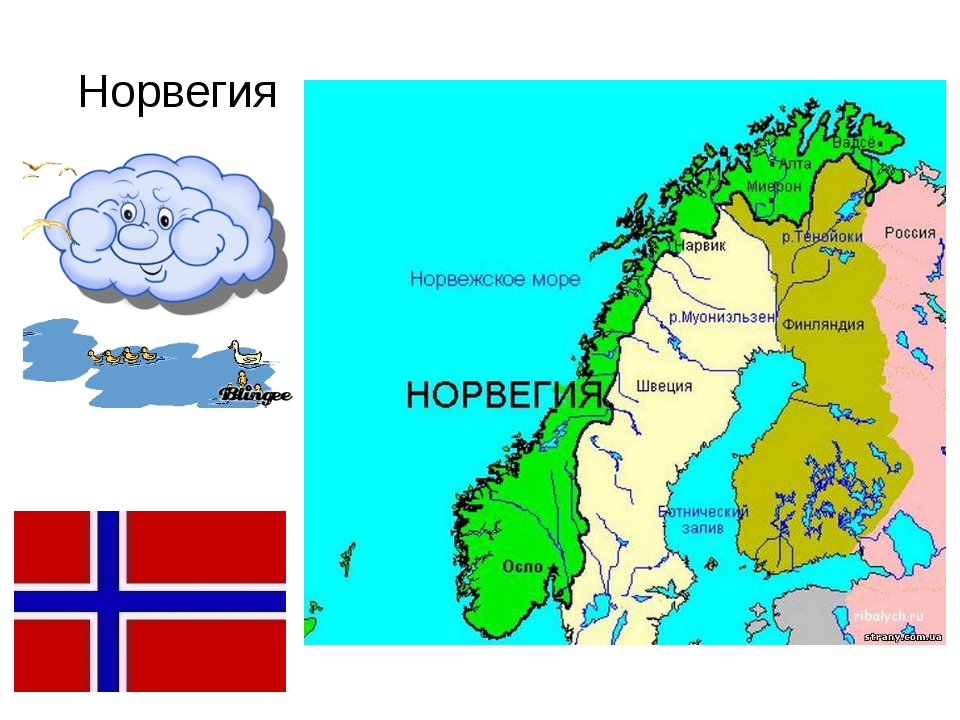 Норвегия
Вадсё
Алта
Миерон
Нарвик
р.Тенойоки
Россия
Норвежское море
р.Муониэльзен
Финляндия
НОРВЕГИЯ
Швеция
Blingee
Ботнический
залив
Осло
ribalych.ru
strany.com.ua